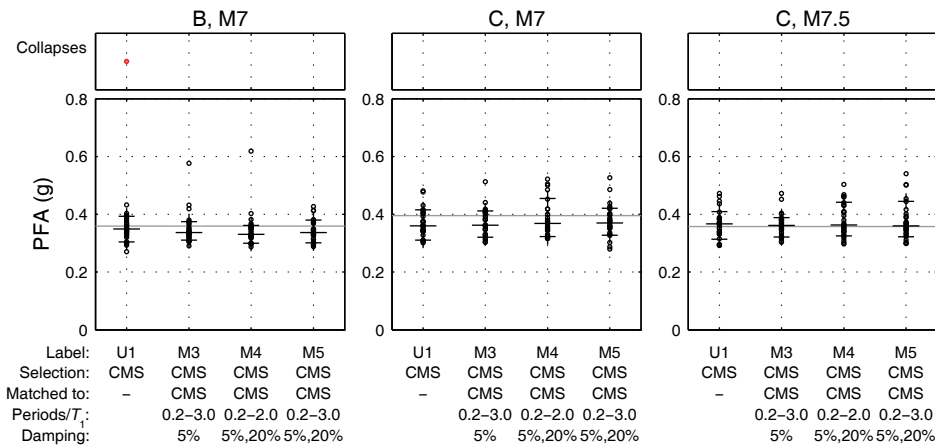 B, M7 C, M7 C, M7.5
Collapses
0.8 0.8 0.8
0.6 0.6 0.6
0.4 0.4 0.4
0.2 0.2 0.2
0 0 0
PFA (g)
Label: U1 M3 M4 M5 U1 M3 M4 M5 U1 M3 M4 M5
Selection: CMS CMS CMS CMS CMS CMS CMS CMS CMS CMS CMS CMS
Matched to: – CMS CMS CMS – CMS CMS CMS – CMS CMS CMS
Periods/T1: 0.2−3.0 0.2−2.0 0.2−3.0 0.2−3.0 0.2−2.0 0.2−3.0 0.2−3.0 0.2−2.0 0.2−3.0
Damping: 5% 5%,20% 5%,20% 5% 5%,20% 5%,20% 5% 5%,20% 5%,20%